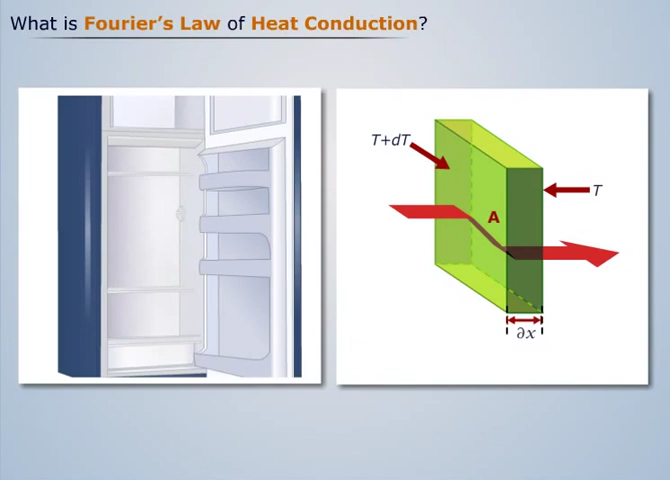 What is Fourier's Law of Heat Conduction?
T+dT
T
A
∂x